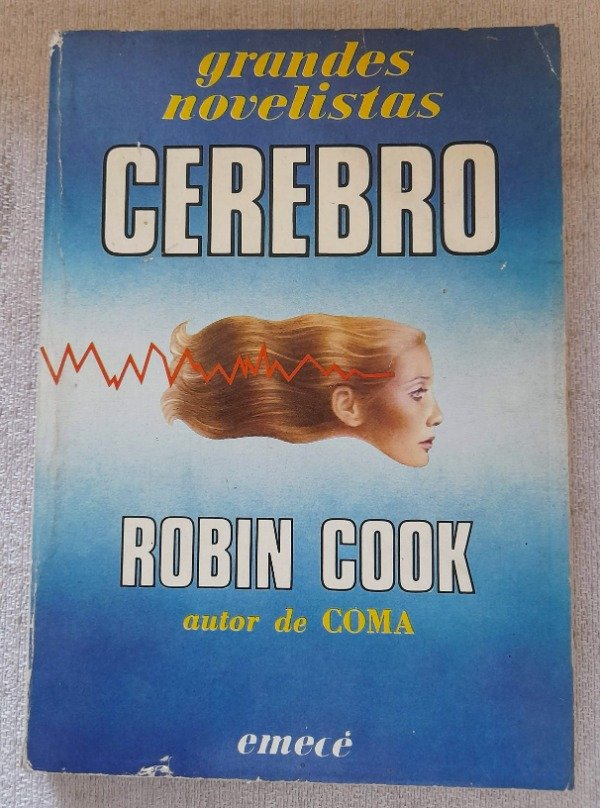 grandes
novelistas
CEREBRO
ROBIN COOK
autor de COMA
emecé